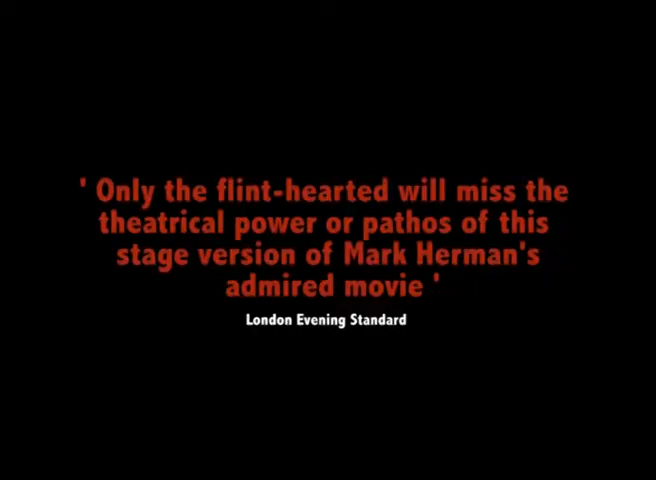 ' Only the flint-hearted will miss the
theatrical power or pathos of this
stage version of Mark Herman's
admired movie '
London Evening Standard